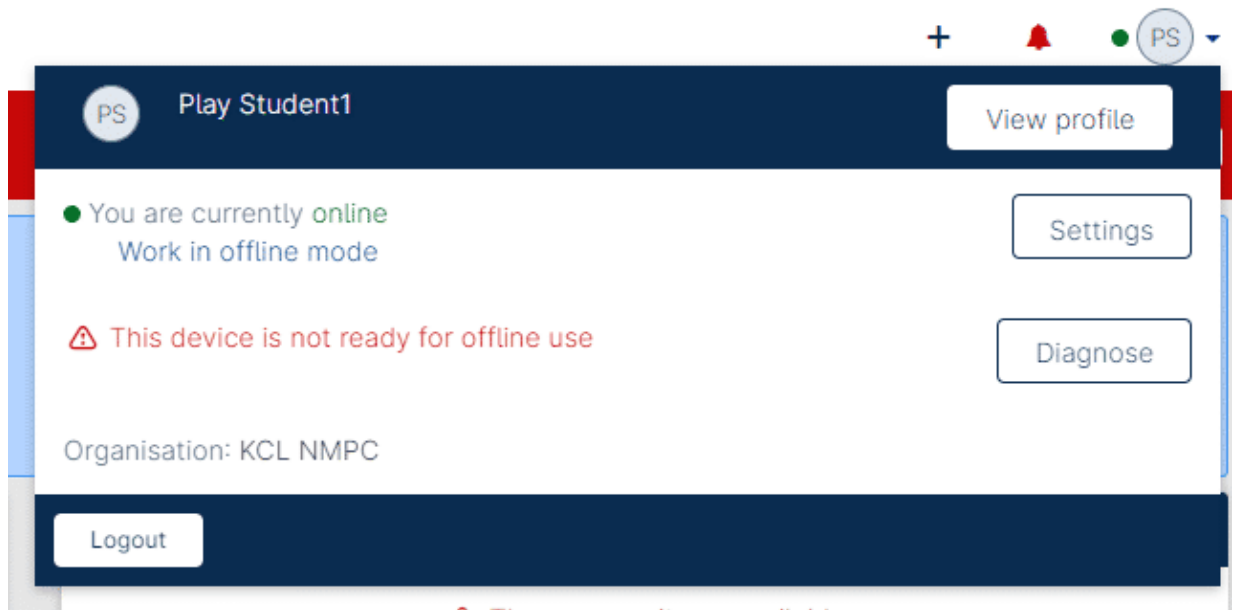 PS
PS
Play Student1
View profile
You are currently online
Work in offline mode
Settings
This device is not ready for offline use
Diagnose
Organisation: KCL NMPC
Logout